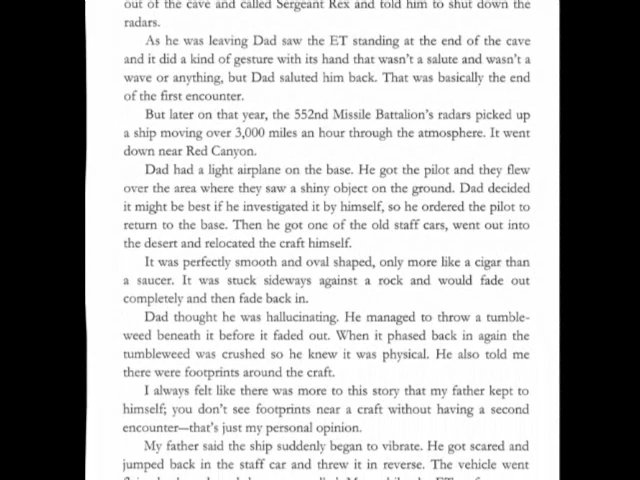 out of the cave and called Sergeant Rex and told him to shut down the
radars.
As he was leaving Dad saw the ET standing at the end of the cave
and it did a kind of gesture with its hand that wasn't a salute and wasn't a
wave or anything, but Dad saluted him back. That was basically the end
of the first encounter.
But later on that year, the 552nd Missile Battalion's radars picked up
a ship moving over 3,000 miles an hour through the atmosphere. It went
down near Red Canyon.
Dad had a light airplane on the base. He got the pilot and they flew
over the area where they saw a shiny object on the ground. Dad decided
it might be best if he investigated it by himself, so he ordered the pilot to
return to the base. Then he got one of the old staff cars, went out into
the desert and relocated the craft himself.
It was perfectly smooth and oval shaped, only more like a cigar than
a saucer. It was stuck sideways against a rock and would fade out
completely and then fade back in.
Dad thought he was hallucinating. He managed to throw a tumble-
weed beneath it before it faded out. When it phased back in again the
tumbleweed was crushed so he knew it was physical. He also told me
there were footprints around the craft.
I always felt like there was more to this story that my father kept to
himself; you don't see footprints near a craft without having a second
encounter—that's just my personal opinion.
My father said the ship suddenly began to vibrate. He got scared and
jumped back in the staff car and threw it in reverse. The vehicle went